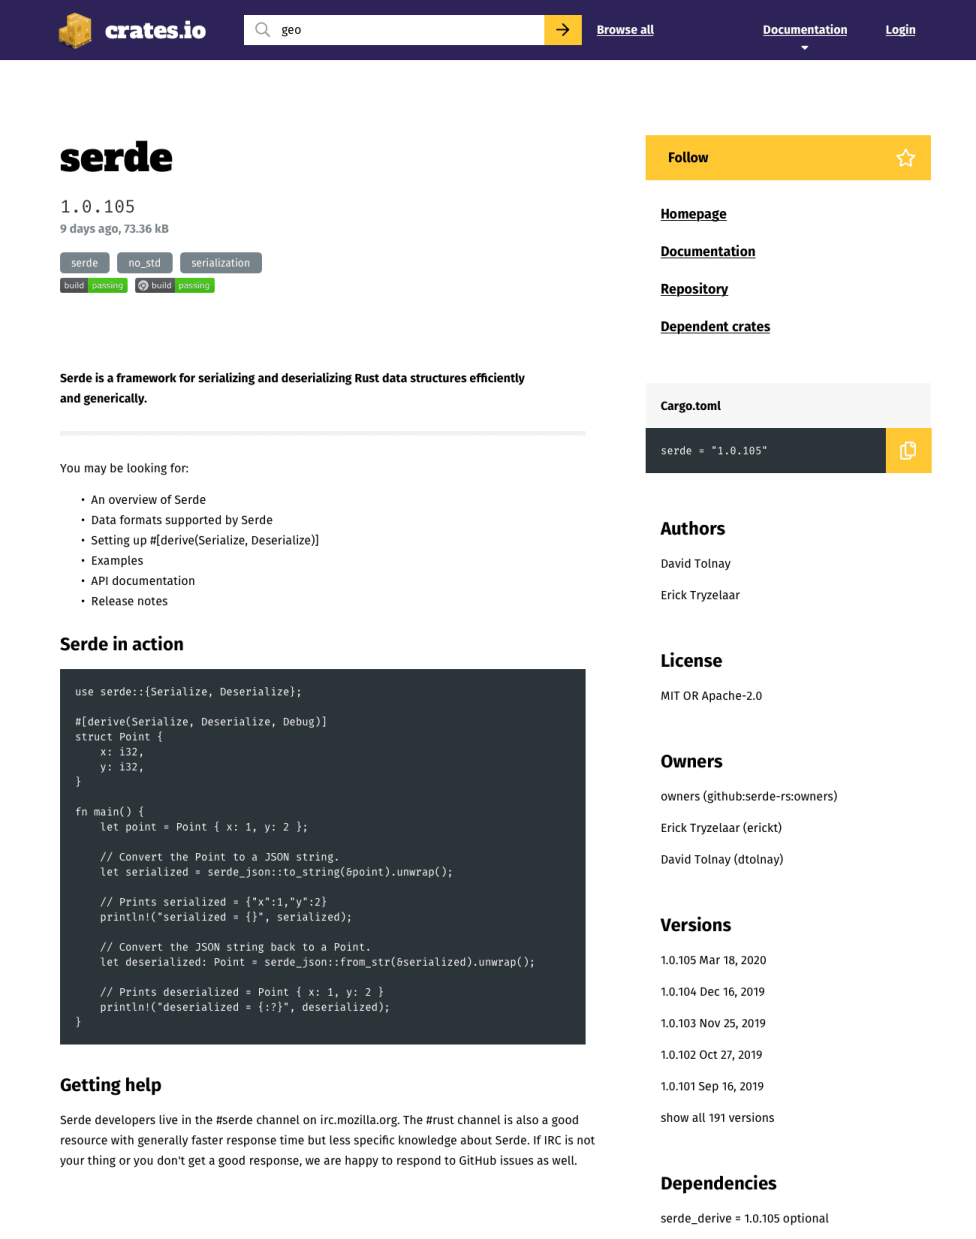 crates.io
geo
Browse all
Documentation
Login
serde
1.0.105
9 days ago, 73.36 kB
serde no_std serialization
build passing build passing
Serde is a framework for serializing and deserializing Rust data structures efficiently
and generically.
You may be looking for:
• An overview of Serde
• Data formats supported by Serde
• Setting up #[derive(Serialize, Deserialize)]
• Examples
• API documentation
• Release notes
Serde in action
use serde::{Serialize, Deserialize};
#[derive(Serialize, Deserialize, Debug)]
struct Point {
    x: i32,
    y: i32,
}
fn main() {
    let point = Point { x: 1, y: 2 };
    // Convert the Point to a JSON string.
    let serialized = serde_json::to_string(&point).unwrap();
    // Prints serialized = {"x":1,"y":2}
    println!("serialized = {}", serialized);
    // Convert the JSON string back to a Point.
    let deserialized: Point = serde_json::from_str(&serialized).unwrap();
    // Prints deserialized = Point { x: 1, y: 2 }
    println!("deserialized = {:?}", deserialized);
}
Getting help
Serde developers live in the #serde channel on irc.mozilla.org. The #rust channel is also a good
resource with generally faster response time but less specific knowledge about Serde. If IRC is not
your thing or you don't get a good response, we are happy to respond to GitHub issues as well.
Follow
Homepage
Documentation
Repository
Dependent crates
Cargo.toml
serde = "1.0.105"
Authors
David Tolnay
Erick Tryzelaar
License
MIT OR Apache-2.0
Owners
owners (github:serde-rs:owners)
Erick Tryzelaar (erickt)
David Tolnay (dtolnay)
Versions
1.0.105 Mar 18, 2020
1.0.104 Dec 16, 2019
1.0.103 Nov 25, 2019
1.0.102 Oct 27, 2019
1.0.101 Sep 16, 2019
show all 191 versions
Dependencies
serde_derive = 1.0.105 optional